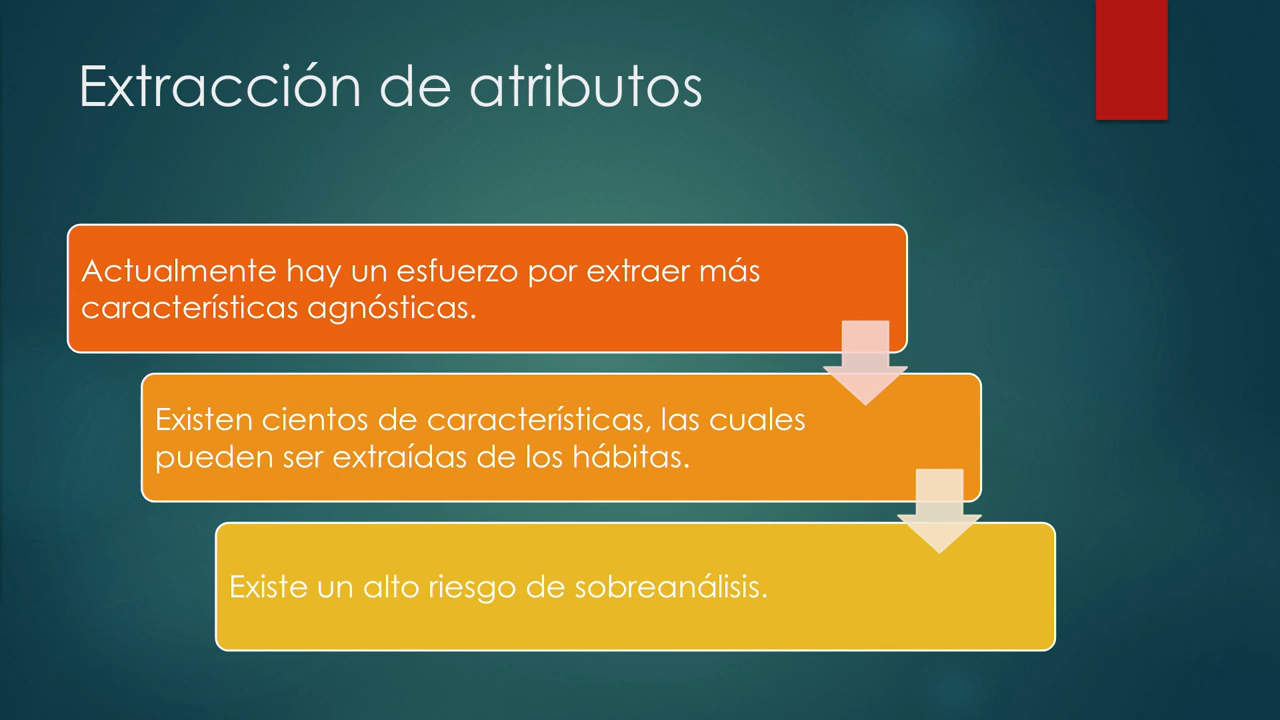 Extracción de atributos
Actualmente hay un esfuerzo por extraer más
características agnósticas.
Existen cientos de características, las cuales
pueden ser extraídas de los hábitas.
Existe un alto riesgo de sobreanálisis.